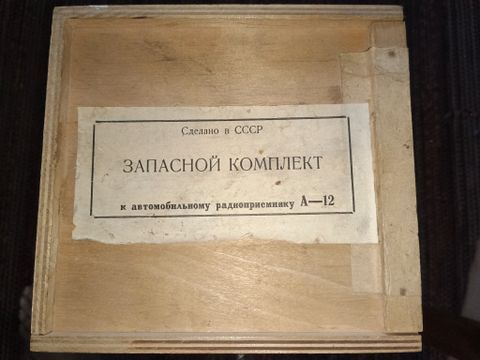 Сделано в СССР
ЗАПАСНОЙ КОМПЛЕКТ
к автомобильному радиоприемнику А—12